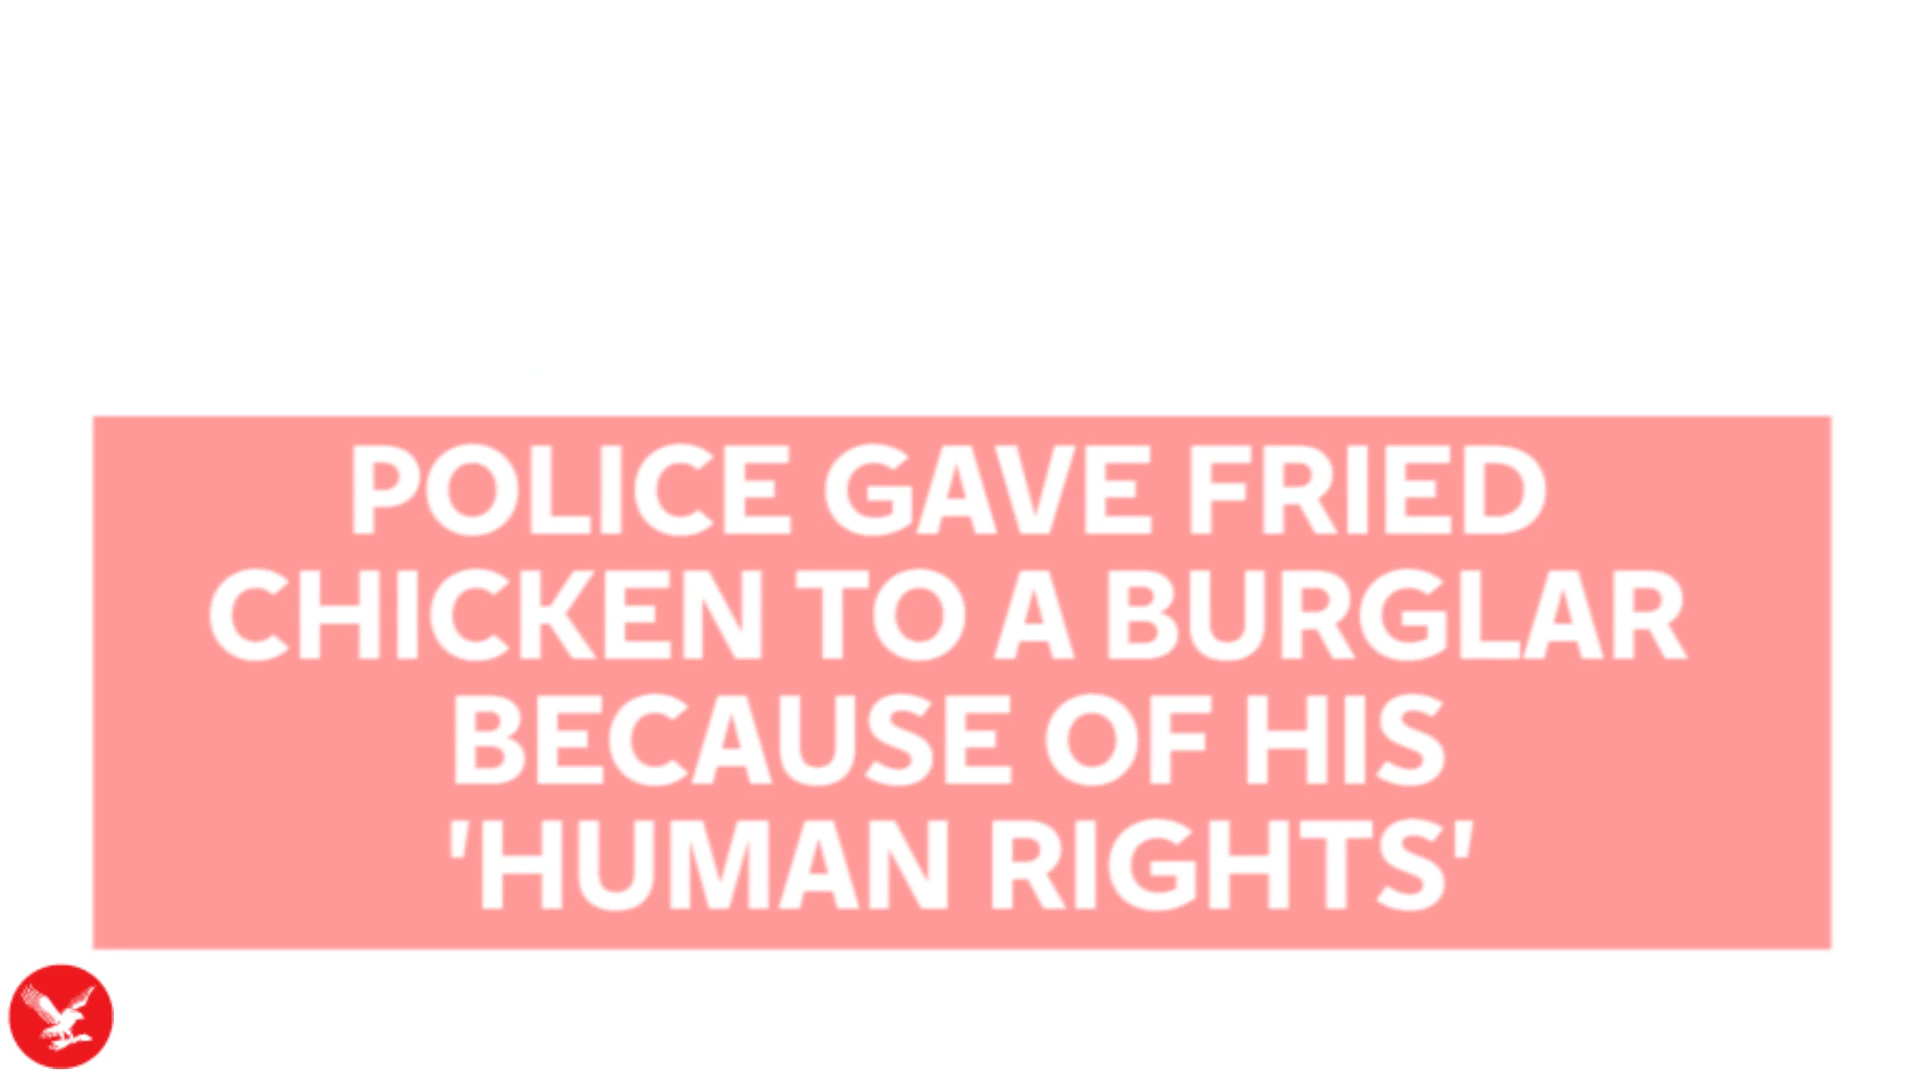 POLICE GAVE FRIED
CHICKEN TO A BURGLAR
BECAUSE OF HIS
'HUMAN RIGHTS'